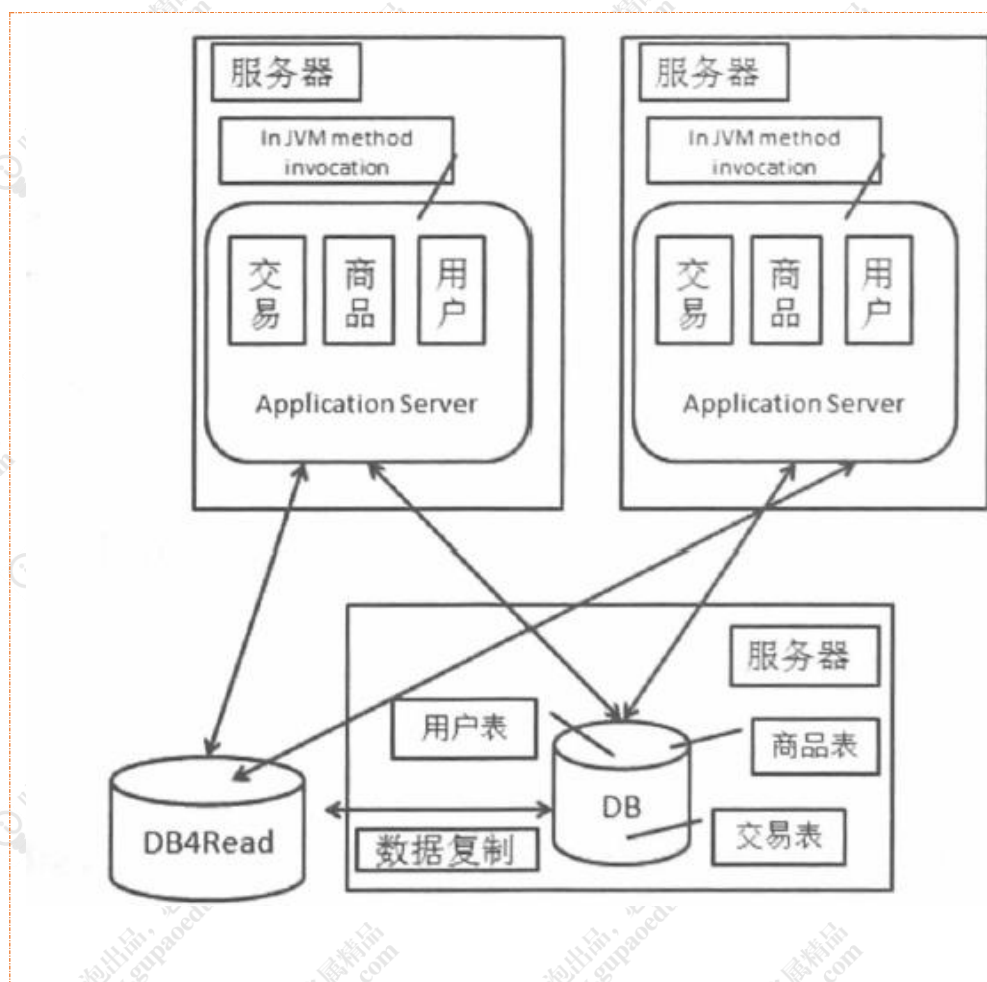 服务器
In JVM method
invocation
交易
商品
用户
Application Server
服务器
In JVM method
invocation
交易
商品
用户
Application Server
服务器
用户表
商品表
DB
交易表
数据复制
DB4Read